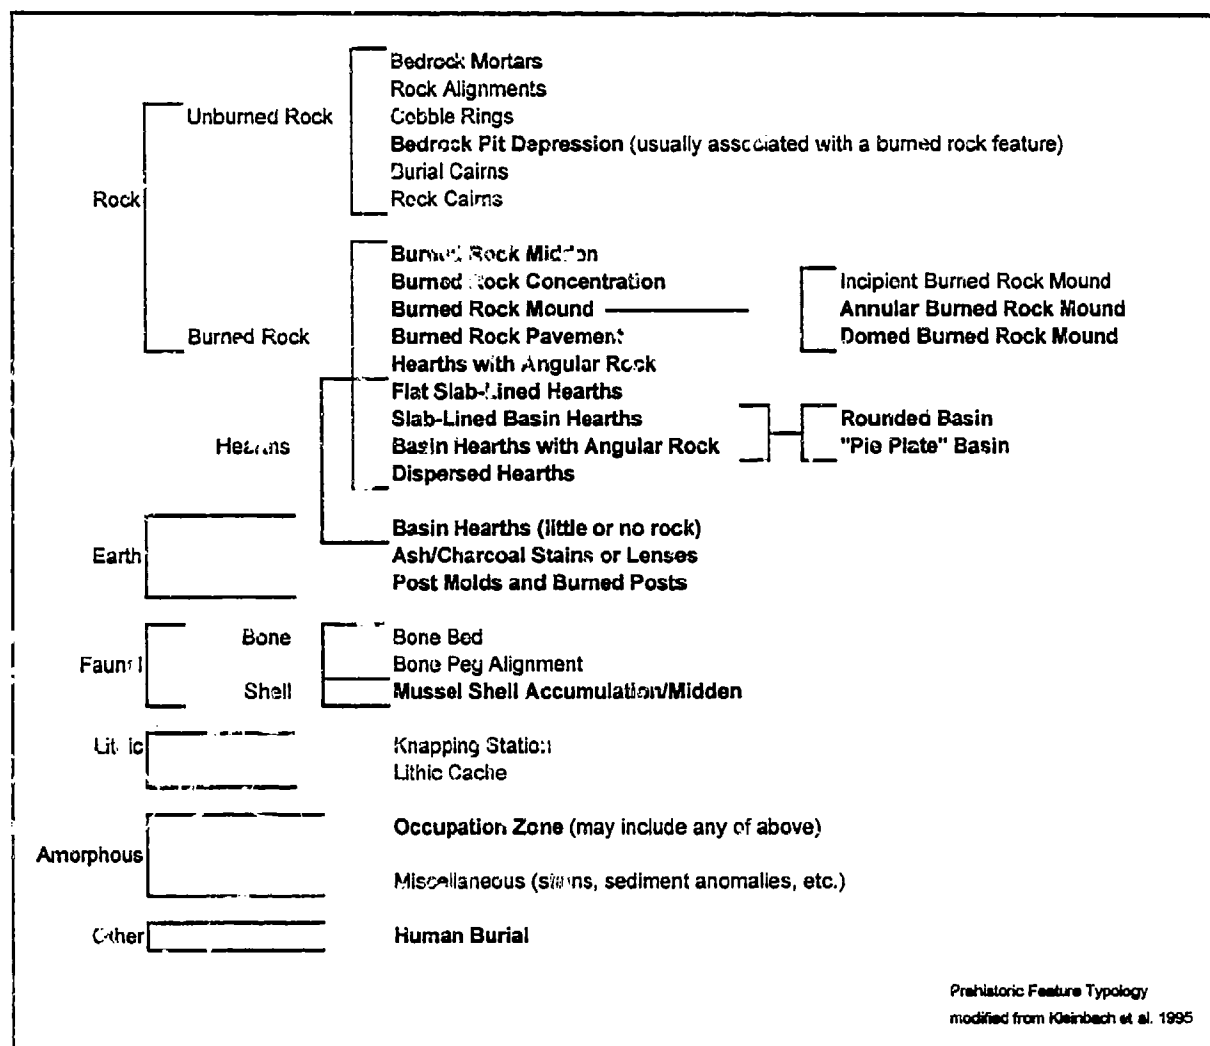 Bedrock Mortars
Rock Alignments
Unburned Rock
Cobble Rings
Bedrock Pit Depression (usually associated with a burned rock feature)
Burial Cairns
Rock
Rock Cairns
Burned Rock Midden
Burned Rock Concentration
Incipient Burned Rock Mound
Burned Rock Mound
Annular Burned Rock Mound
Burned Rock
Burned Rock Pavement
Domed Burned Rock Mound
Hearths with Angular Rock
Flat Slab-Lined Hearths
Slab-Lined Basin Hearths
Rounded Basin
Hearths
Basin Hearths with Angular Rock
"Pie Plate" Basin
Dispersed Hearths
Basin Hearths (little or no rock)
Earth
Ash/Charcoal Stains or Lenses
Post Molds and Burned Posts
Bone
Bone Bed
Faunal
Bone Peg Alignment
Shell
Mussel Shell Accumulation/Midden
Lithic
Knapping Station
Lithic Cache
Occupation Zone (may include any of above)
Amorphous
Miscellaneous (stains, sediment anomalies, etc.)
Other
Human Burial
Prehistoric Feature Typology
modified from Kleinbach et al. 1995